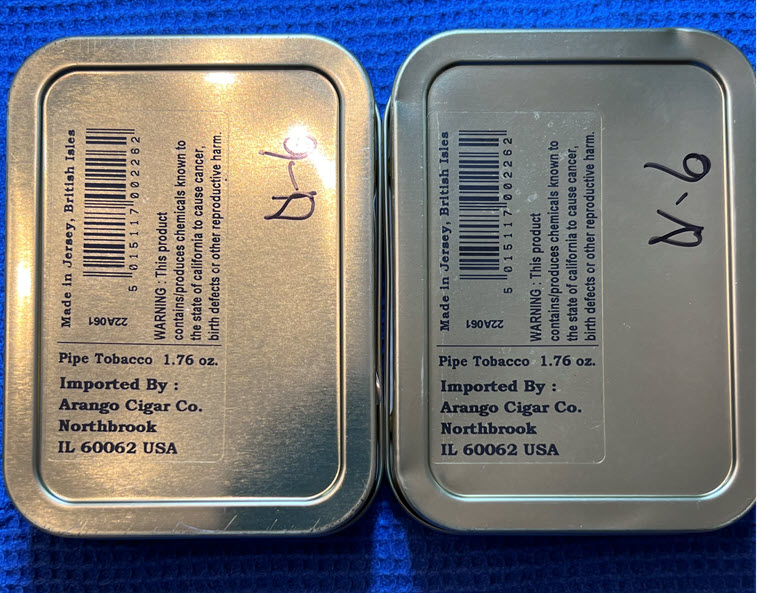 Made in Jersey, British Isles
5 015117 002262
22A061
WARNING : This product
contains/produces chemicals known to
the state of california to cause cancer,
birth defects or other reproductive harm.
Pipe Tobacco 1.76 oz.
Imported By :
Arango Cigar Co.
Northbrook
IL 60062 USA
Made in Jersey, British Isles
5 015117 002262
22A061
WARNING : This product
contains/produces chemicals known to
the state of california to cause cancer,
birth defects or other reproductive harm.
Pipe Tobacco 1.76 oz.
Imported By :
Arango Cigar Co.
Northbrook
IL 60062 USA